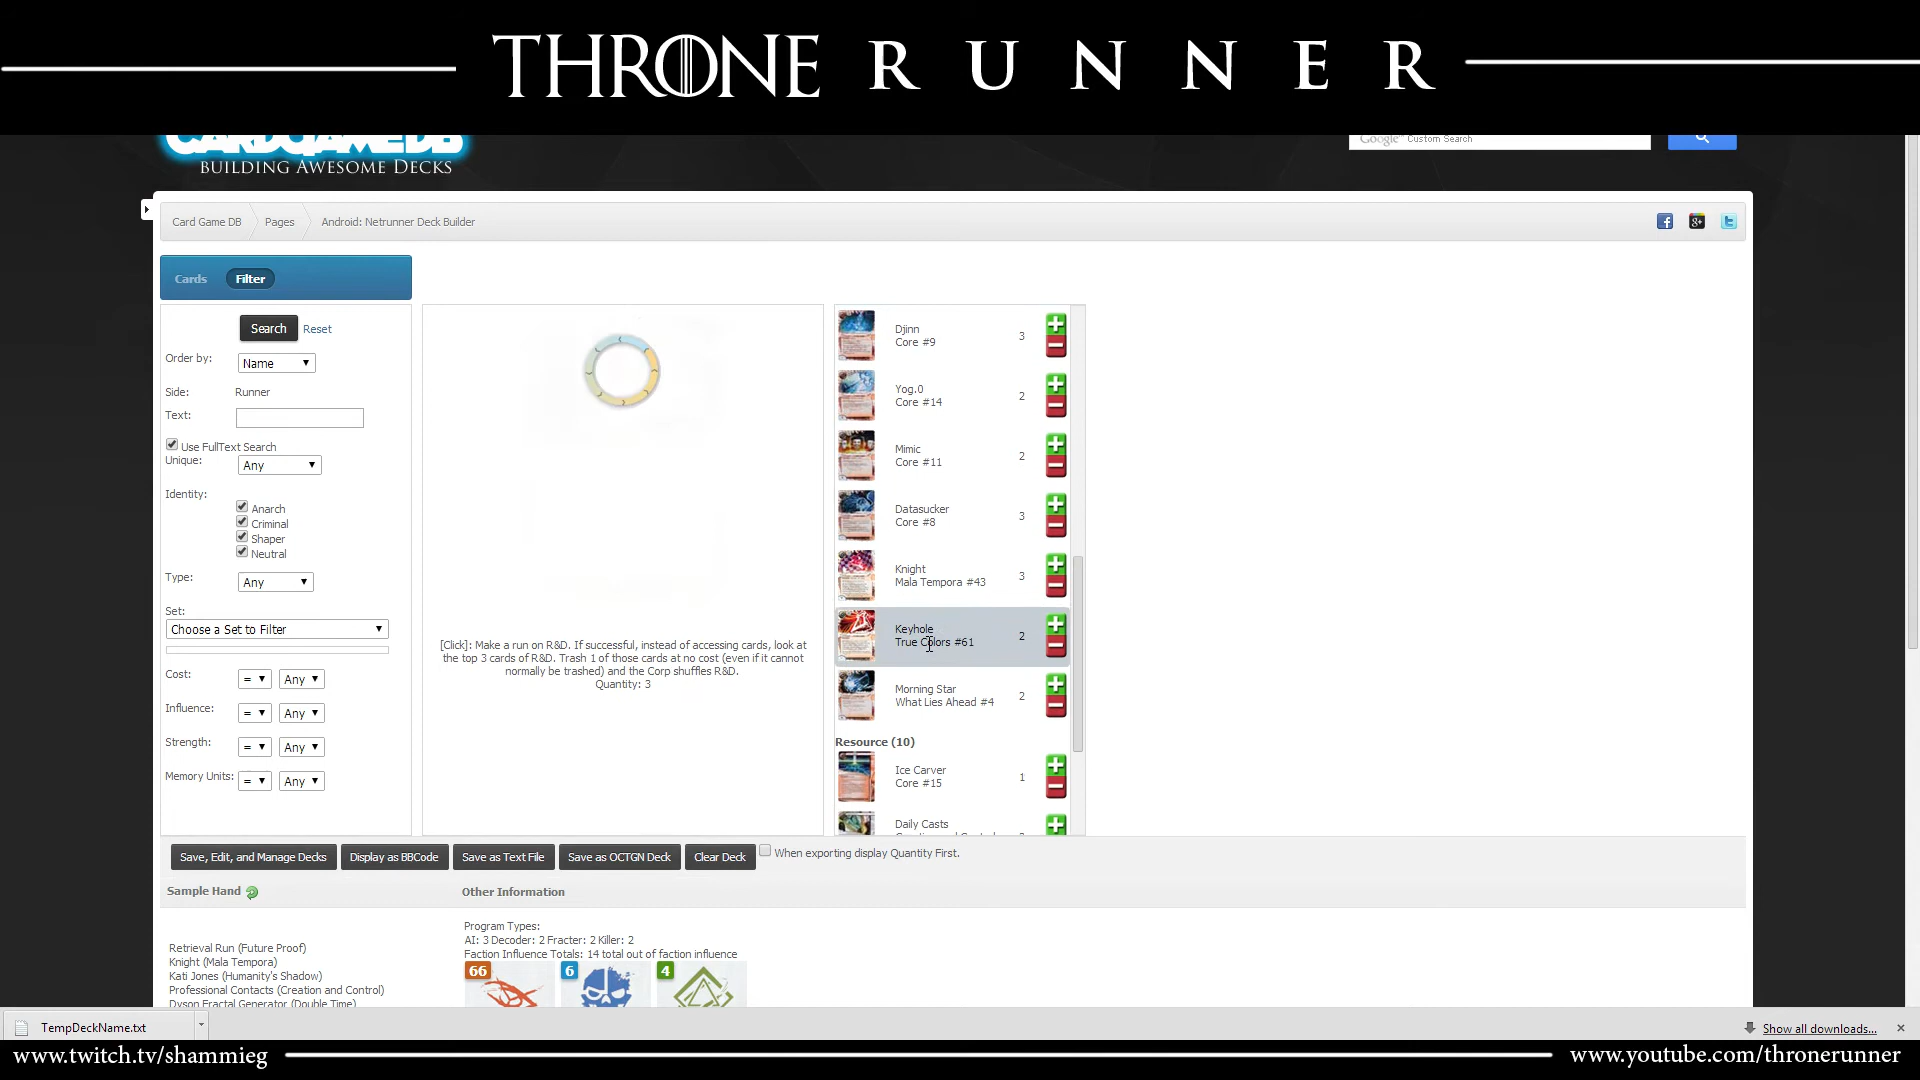 THRONE RUNNER
CARDGAMEDB
BUILDING AWESOME DECKS
Google™ Custom Search
Card Game DB
Pages
Android: Netrunner Deck Builder
Cards
Filter
Search
Reset
Order by:
Name
Side:
Runner
Text:
Use FullText Search
Unique:
Any
Identity:
Anarch
Criminal
Shaper
Neutral
Type:
Any
Set:
Choose a Set to Filter
Cost:
=
Any
Influence:
=
Any
Strength:
=
Any
Memory Units:
=
Any
[Click]: Make a run on R&D. If successful, instead of accessing cards, look at
the top 3 cards of R&D. Trash 1 of those cards at no cost (even if it cannot
normally be trashed) and the Corp shuffles R&D.
Quantity: 3
Djinn
Core #9
3
Yog.0
Core #14
2
Mimic
Core #11
2
Datasucker
Core #8
3
Knight
Mala Tempora #43
3
Keyhole
True Colors #61
2
Morning Star
What Lies Ahead #4
2
Resource (10)
Ice Carver
Core #15
1
Daily Casts
Save, Edit, and Manage Decks
Display as BBCode
Save as Text File
Save as OCTGN Deck
Clear Deck
When exporting display Quantity First.
Sample Hand
Other Information
Retrieval Run (Future Proof)
Knight (Mala Tempora)
Kati Jones (Humanity's Shadow)
Professional Contacts (Creation and Control)
Dyson Fractal Generator (Double Time)
Program Types:
AI: 3 Decoder: 2 Fracter: 2 Killer: 2
Faction Influence Totals: 14 total out of faction influence
66
6
4
TempDeckName.txt
Show all downloads...
www.twitch.tv/shammieg
www.youtube.com/thronerunner